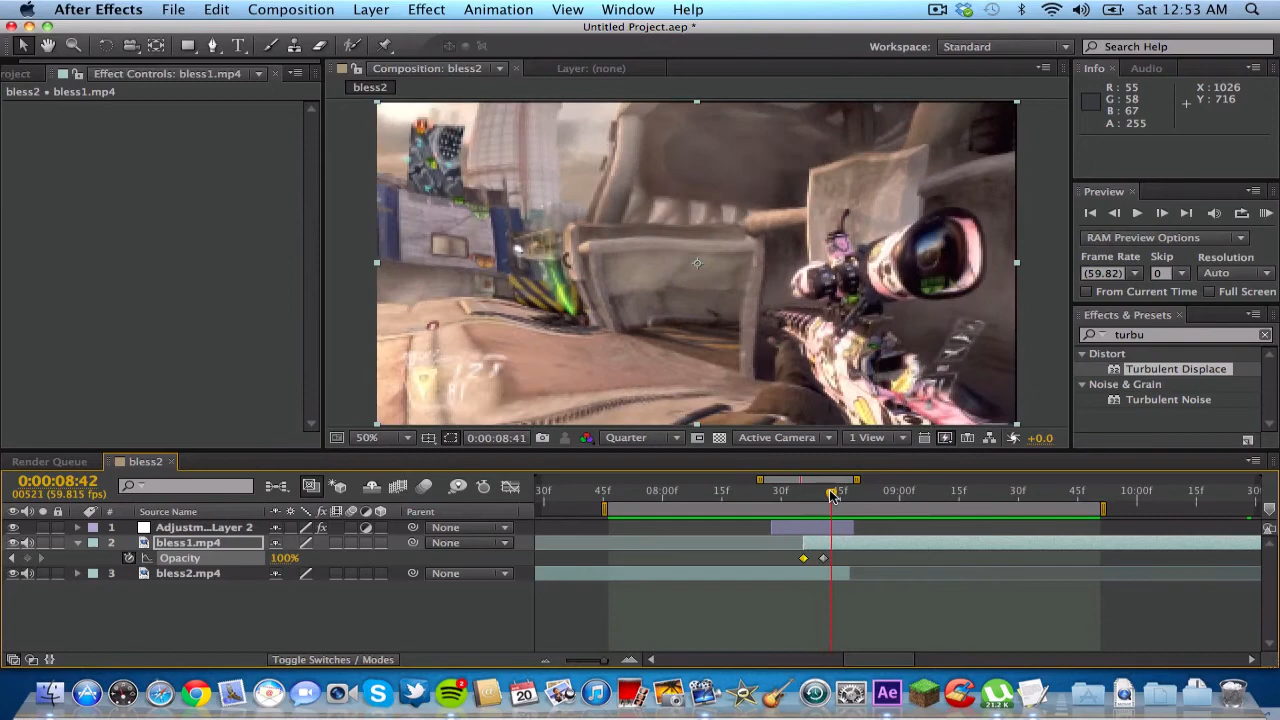 After Effects File Edit Composition Layer Effect Animation View Window Help Sat 12:53 AM
Untitled Project.aep *
Workspace: Standard Search Help
roject Effect Controls: bless1.mp4 Composition: bless2 Layer: (none) Info Audio
bless2 • bless1.mp4 bless2
R: 55 X: 1026
G: 58 Y: 716
B: 67
A: 255
Preview
RAM Preview Options
Frame Rate Skip Resolution
(59.82) 0 Auto
From Current Time Full Screen
Effects & Presets
turbu
Distort
Turbulent Displace
Noise & Grain
Turbulent Noise
50% 0:00:08:41 Quarter Active Camera 1 View +0.0
Render Queue bless2
0:00:08:42
00521 (59.815 fps)
30f 45f 08:00f 15f 30f 45f 09:00f 15f 30f 45f 10:00f 15f 30
# Source Name Parent
1 Adjustm...Layer 2 fx None
2 bless1.mp4 None
Opacity 100%
3 bless2.mp4 None
Toggle Switches / Modes